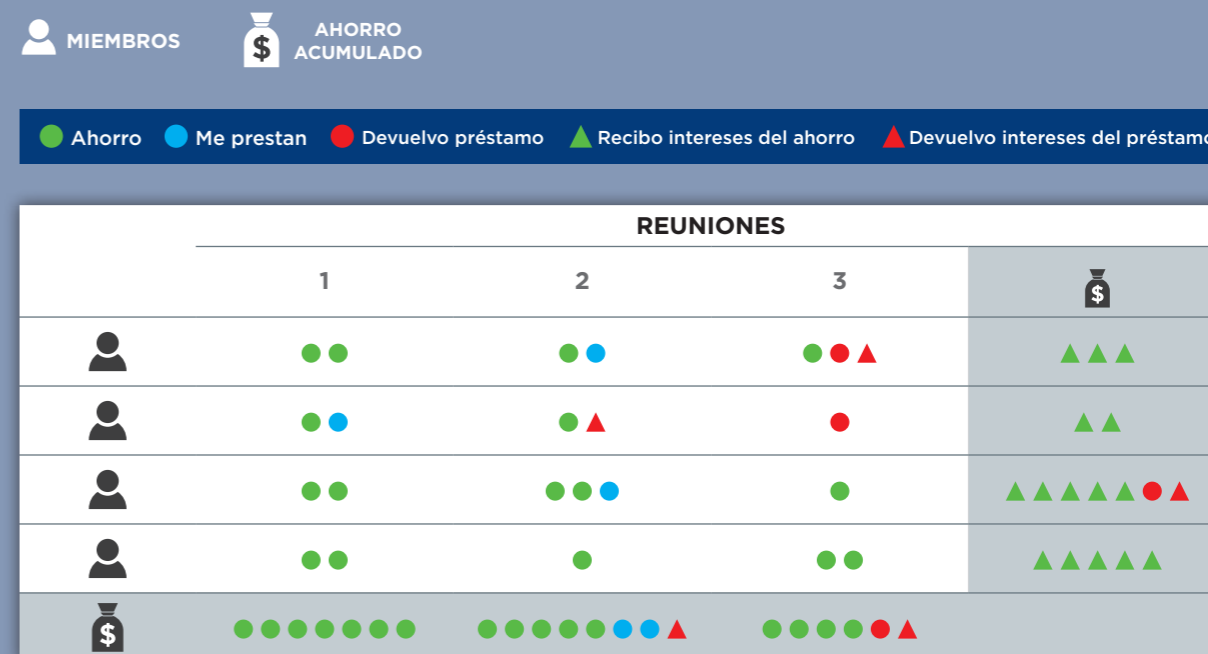 MIEMBROS
AHORRO
ACUMULADO
Ahorro Me prestan Devuelvo préstamo Recibo intereses del ahorro Devuelvo intereses del préstamo
REUNIONES
1 2 3 $
$